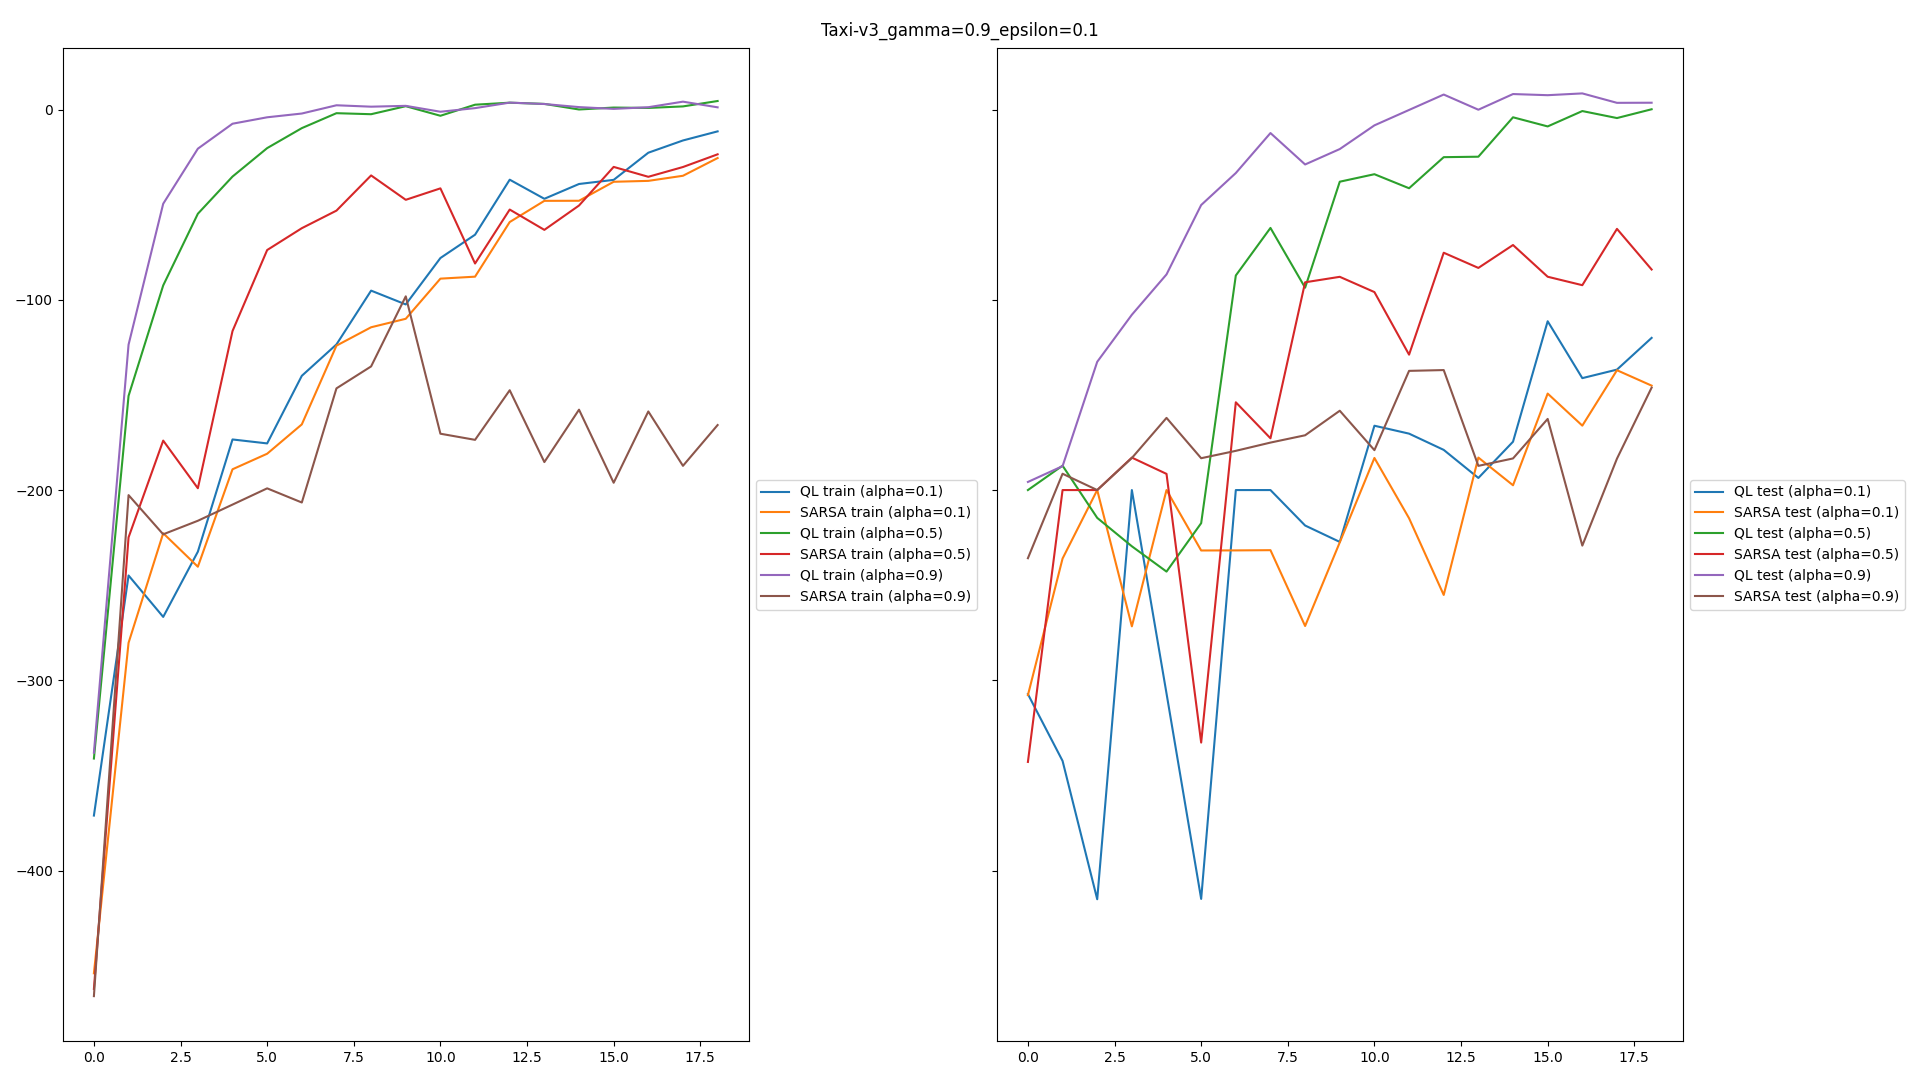 Taxi-v3_gamma=0.9_epsilon=0.1
0
−100
−200
−300
−400
0.0 2.5 5.0 7.5 10.0 12.5 15.0 17.5
QL train (alpha=0.1)
SARSA train (alpha=0.1)
QL train (alpha=0.5)
SARSA train (alpha=0.5)
QL train (alpha=0.9)
SARSA train (alpha=0.9)
0.0 2.5 5.0 7.5 10.0 12.5 15.0 17.5
QL test (alpha=0.1)
SARSA test (alpha=0.1)
QL test (alpha=0.5)
SARSA test (alpha=0.5)
QL test (alpha=0.9)
SARSA test (alpha=0.9)